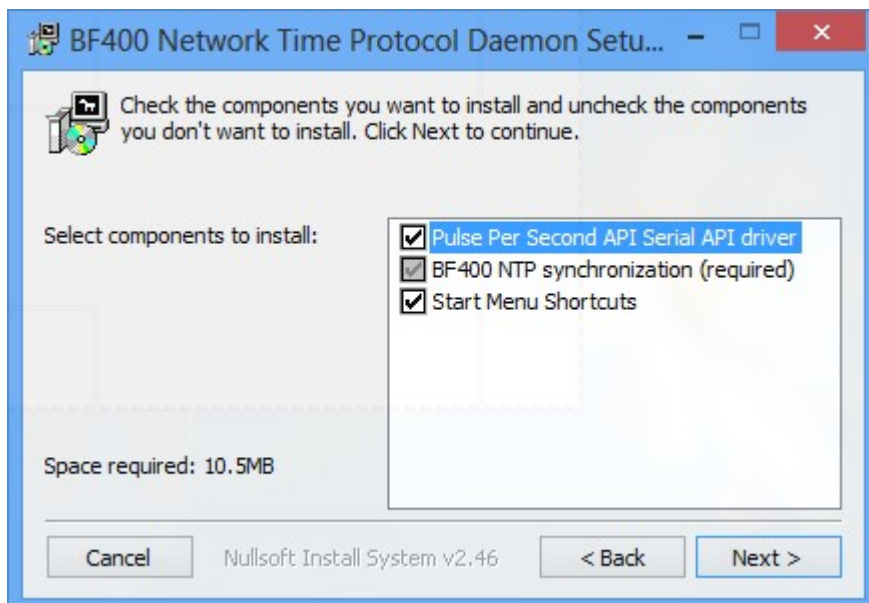 BF400 Network Time Protocol Daemon Setu...
Check the components you want to install and uncheck the components
you don't want to install. Click Next to continue.
Select components to install:
Pulse Per Second API Serial API driver
BF400 NTP synchronization (required)
Start Menu Shortcuts
Space required: 10.5MB
Cancel
Nullsoft Install System v2.46
< Back
Next >